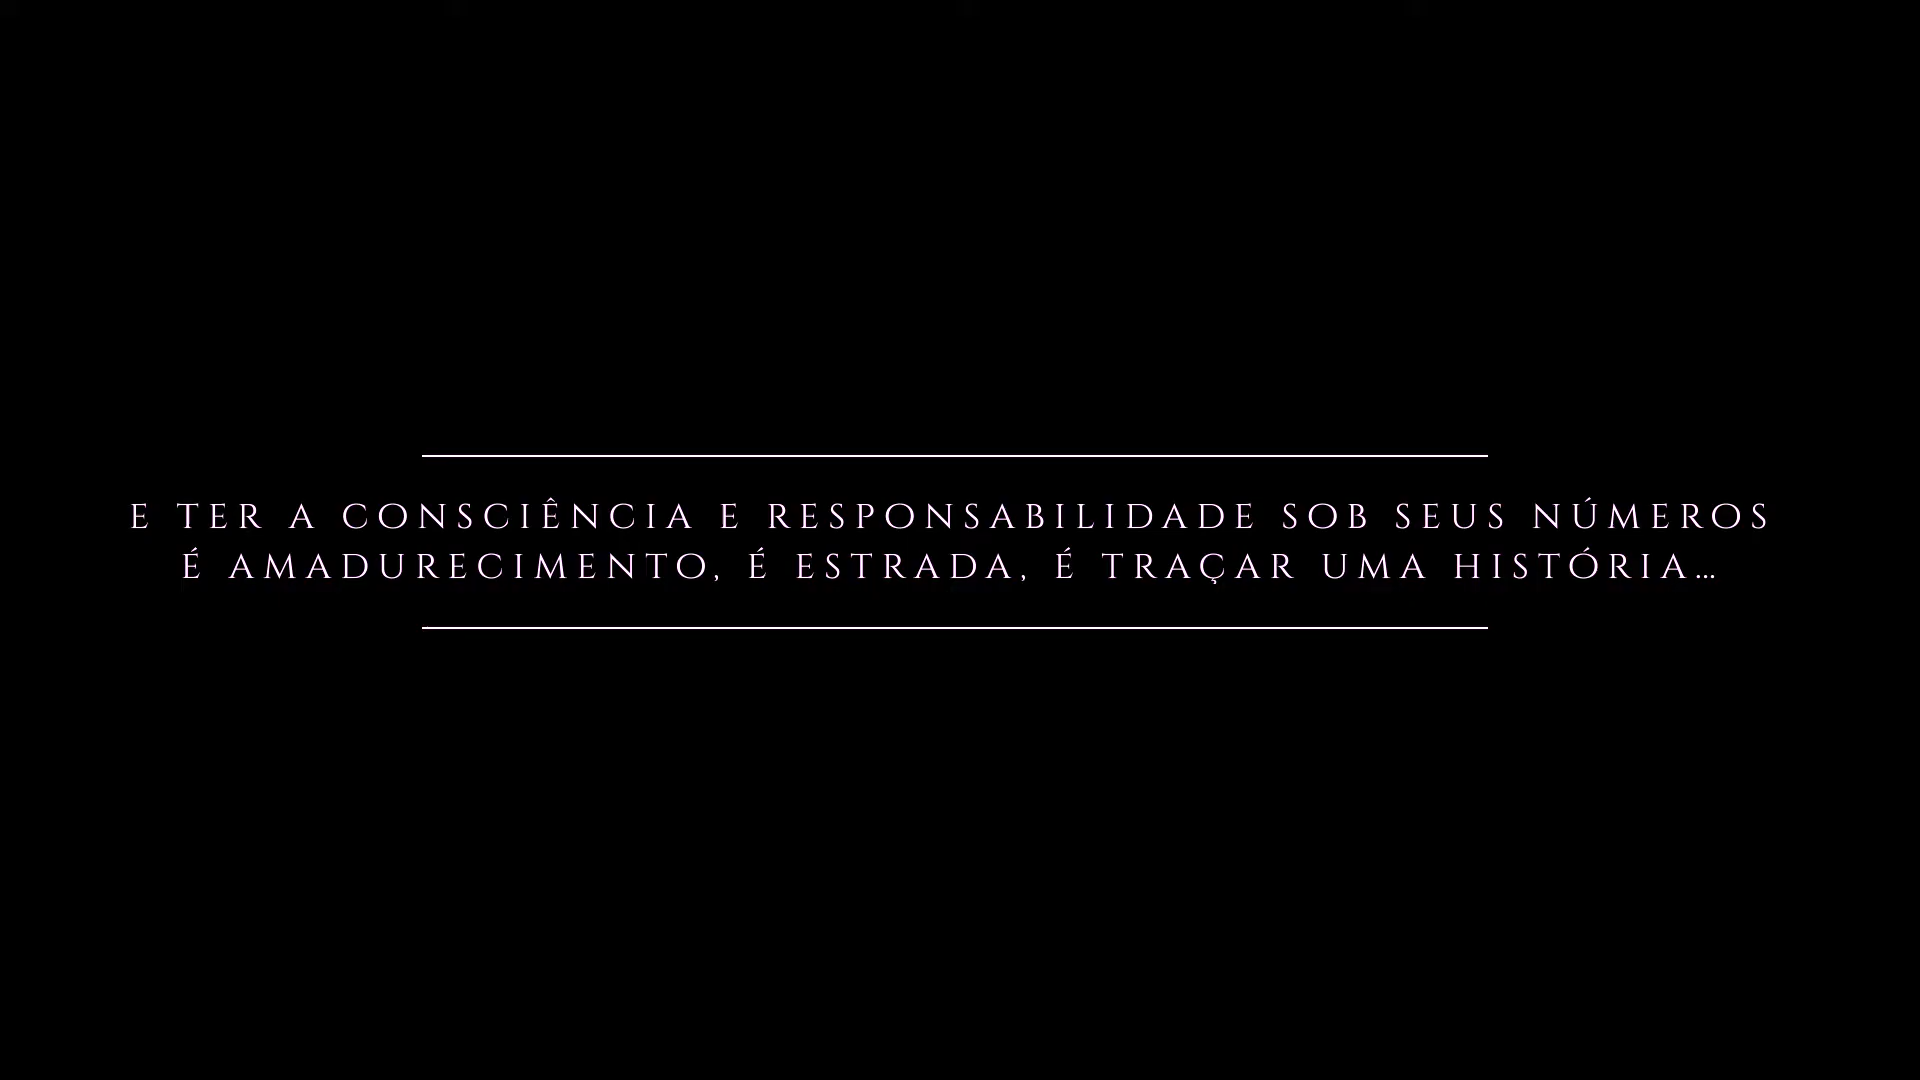 E TER A CONSCIÊNCIA E RESPONSABILIDADE SOB SEUS NÚMEROS
É AMADURECIMENTO, É ESTRADA, É TRAÇAR UMA HISTÓRIA...